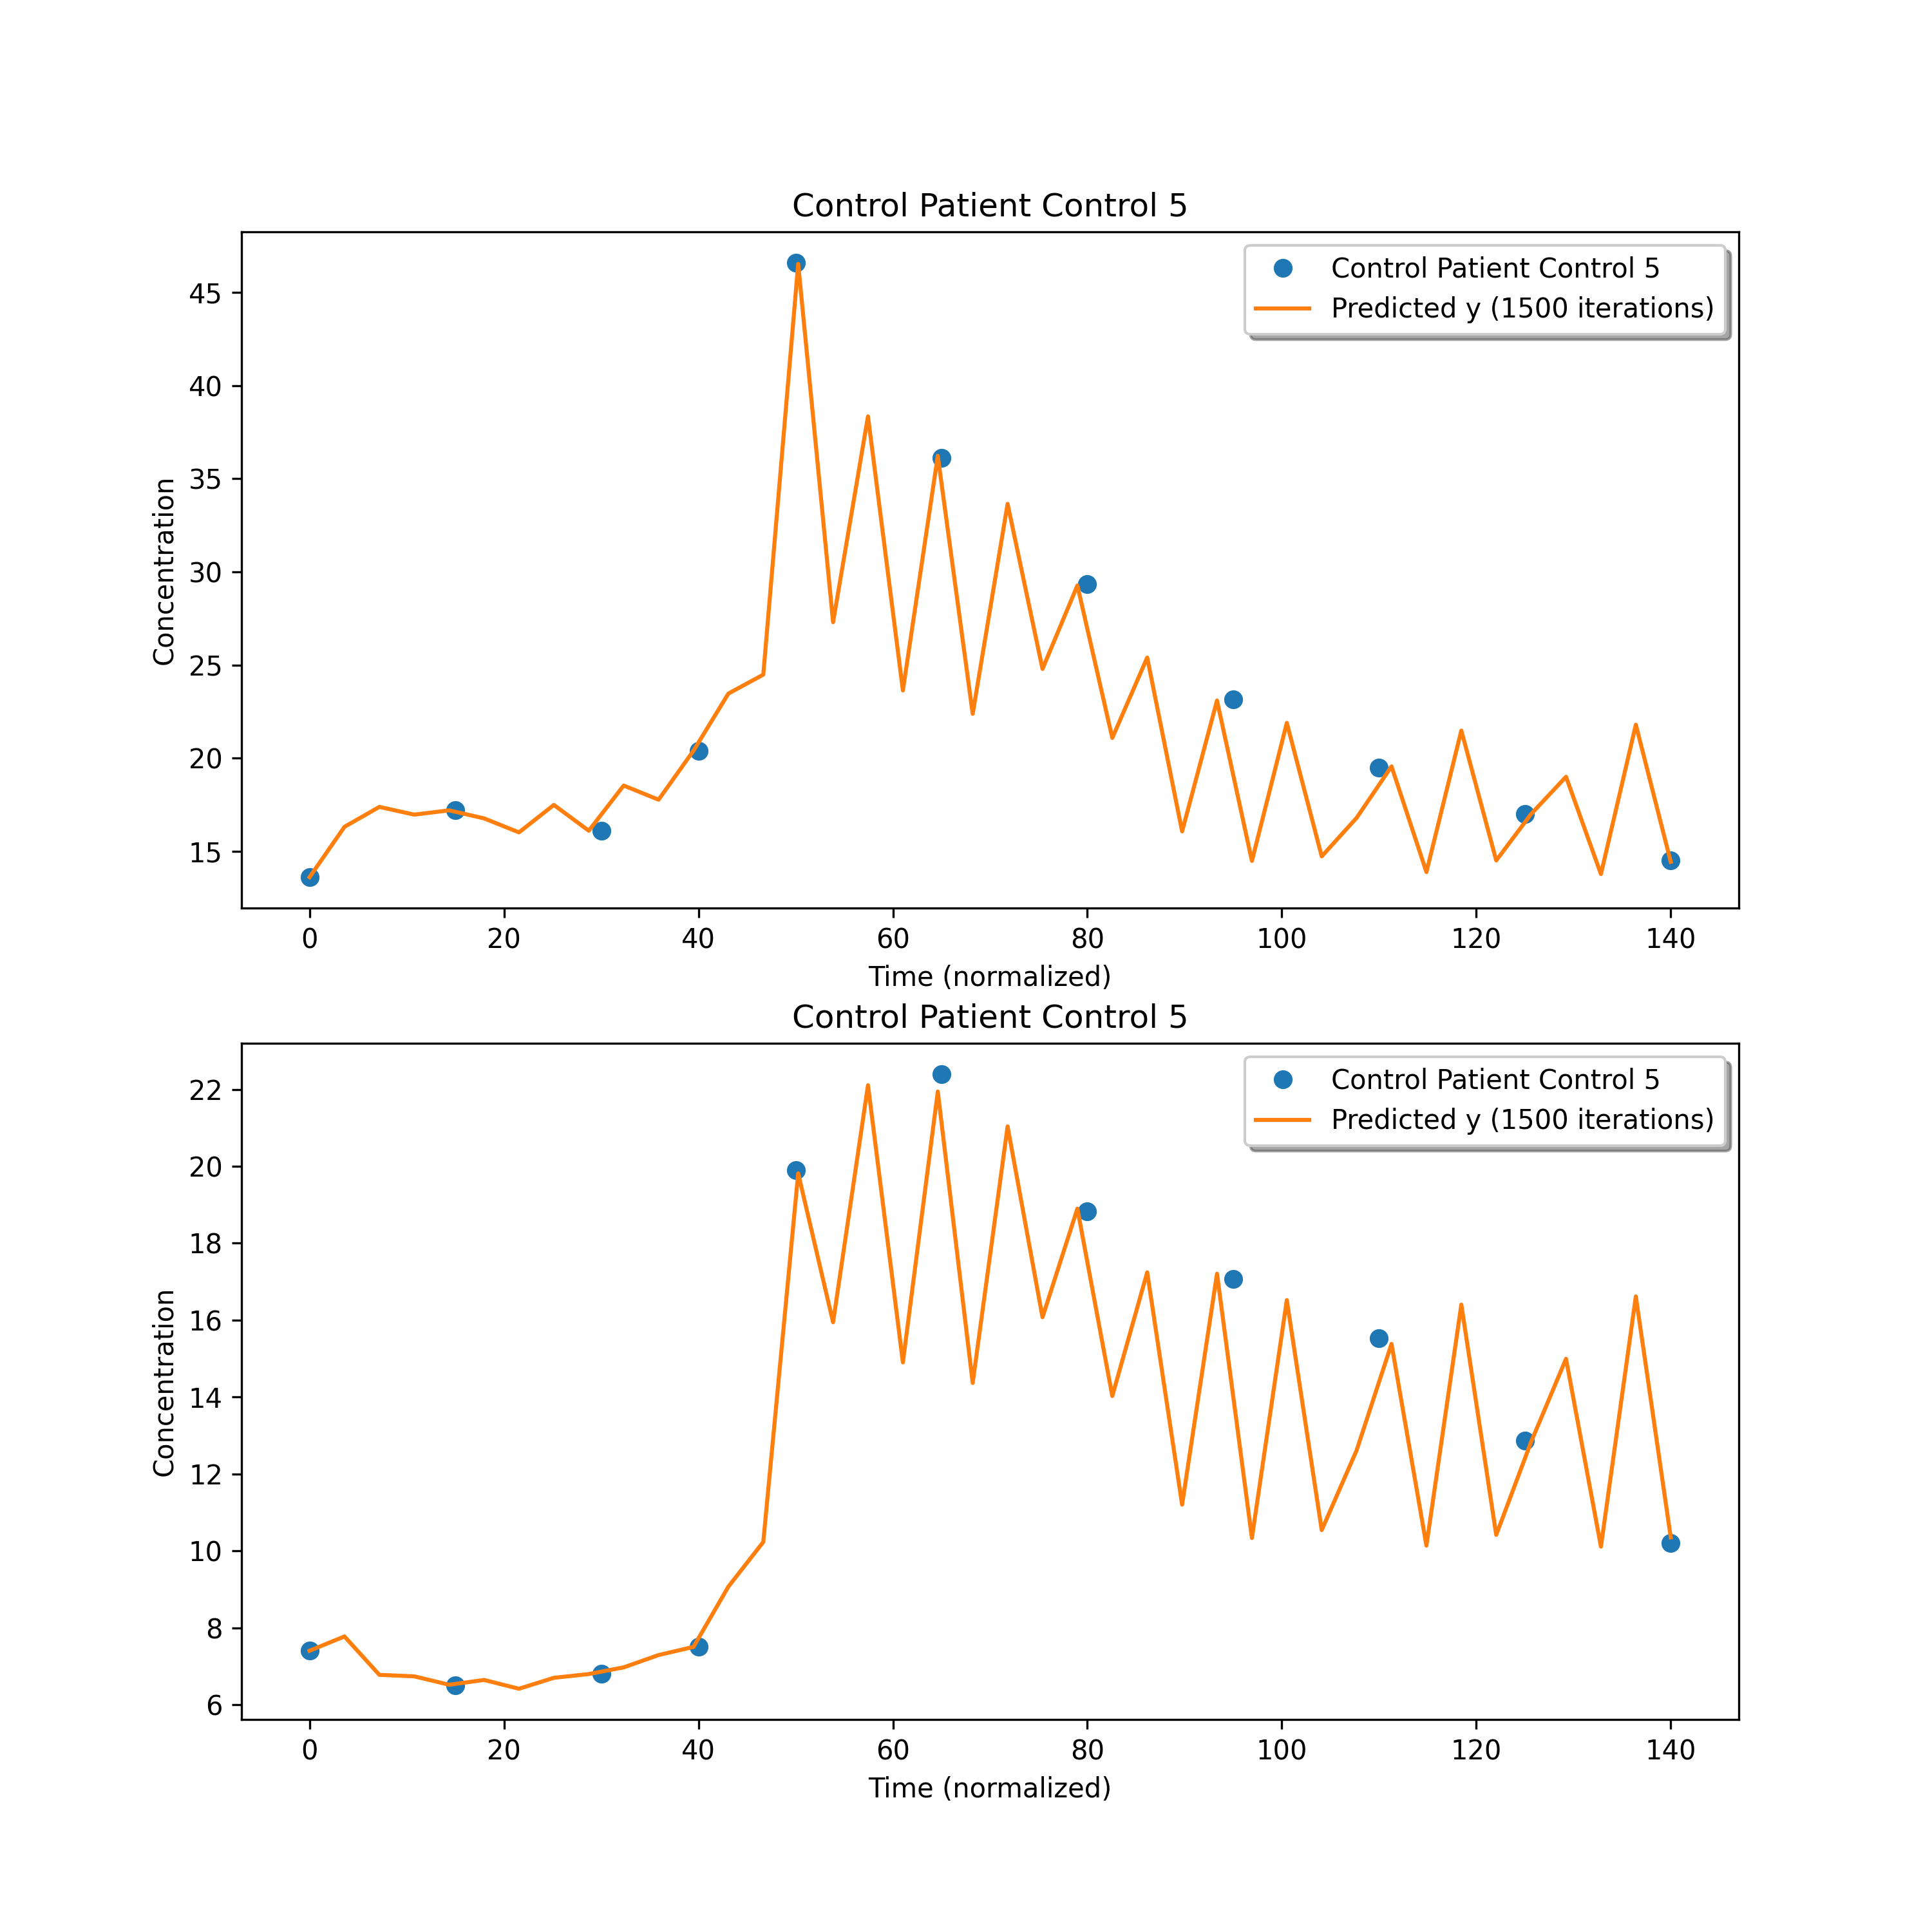 Control Patient Control 5
Control Patient Control 5
Predicted y (1500 iterations)
45
40
35
30
25
20
15
Concentration
0 20 40 60 80 100 120 140
Time (normalized)
Control Patient Control 5
Control Patient Control 5
Predicted y (1500 iterations)
22
20
18
16
14
12
10
8
6
Concentration
0 20 40 60 80 100 120 140
Time (normalized)